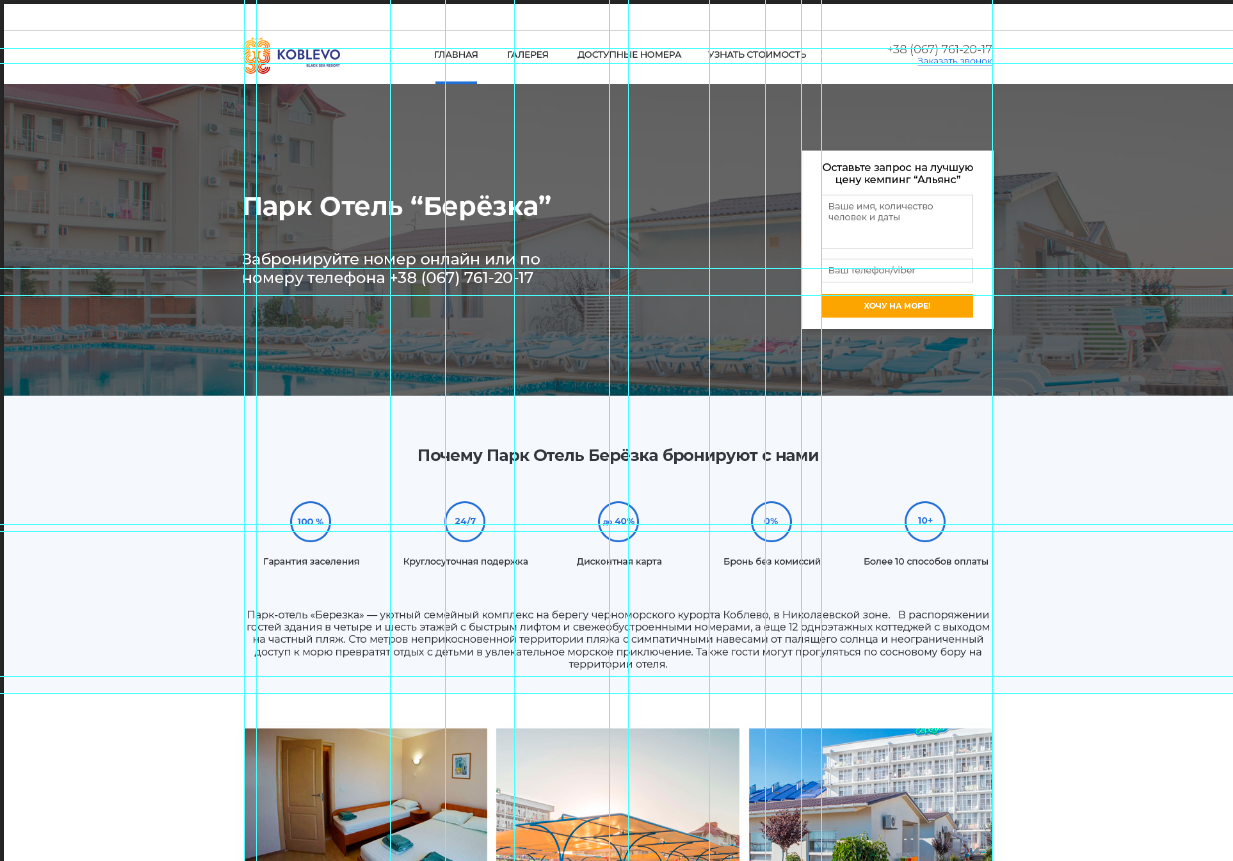 KOBLEVO
BLACK SEA RESORT
ГЛАВНАЯ
ГАЛЕРЕЯ
ДОСТУПНЫЕ НОМЕРА
УЗНАТЬ СТОИМОСТЬ
+38 (067) 761-20-17
Заказать звонок
Парк Отель “Берёзка”
Забронируйте номер онлайн или по
номеру телефона +38 (067) 761-20-17
Оставьте запрос на лучшую
цену кемпинг “Альянс”
Ваше имя, количество
человек и даты
Ваш телефон/viber
ХОЧУ НА МОРЕ!
Почему Парк Отель Берёзка бронируют с нами
100 %
24/7
до 40%
0%
10+
Гарантия заселения
Круглосуточная подержка
Дисконтная карта
Бронь без комиссий
Более 10 способов оплаты
Парк-отель «Березка» — уютный семейный комплекс на берегу черноморского курорта Коблево, в Николаевской зоне. В распоряжении
гостей здания в четыре и шесть этажей с быстрым лифтом и свежеобустроенными номерами, а еще 12 одноэтажных коттеджей с выходом
на частный пляж. Сто метров неприкосновенной территории пляжа с симпатичными навесами от палящего солнца и неограниченный
доступ к морю превратят отдых с детьми в увлекательное морское приключение. Также гости могут прогуляться по сосновому бору на
территории отеля.